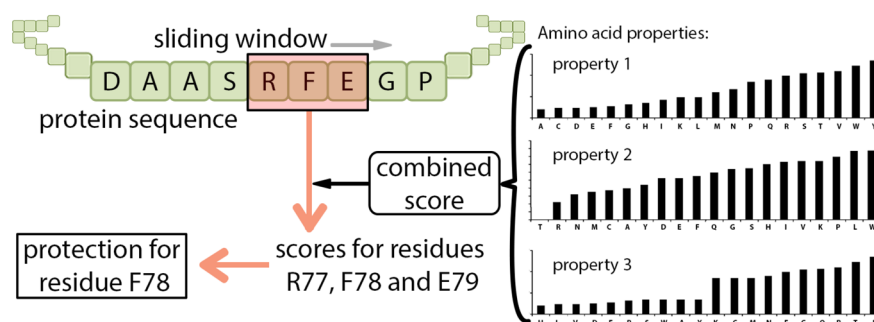 sliding window
Amino acid properties:
D A A S R F E G P
protein sequence
property 1
A C D E F G H I K L M N P Q R S T V W Y
combined
score
property 2
T R N M C A Y D E F Q G S H I V K P L W
protection for
residue F78
scores for residues
R77, F78 and E79
property 3